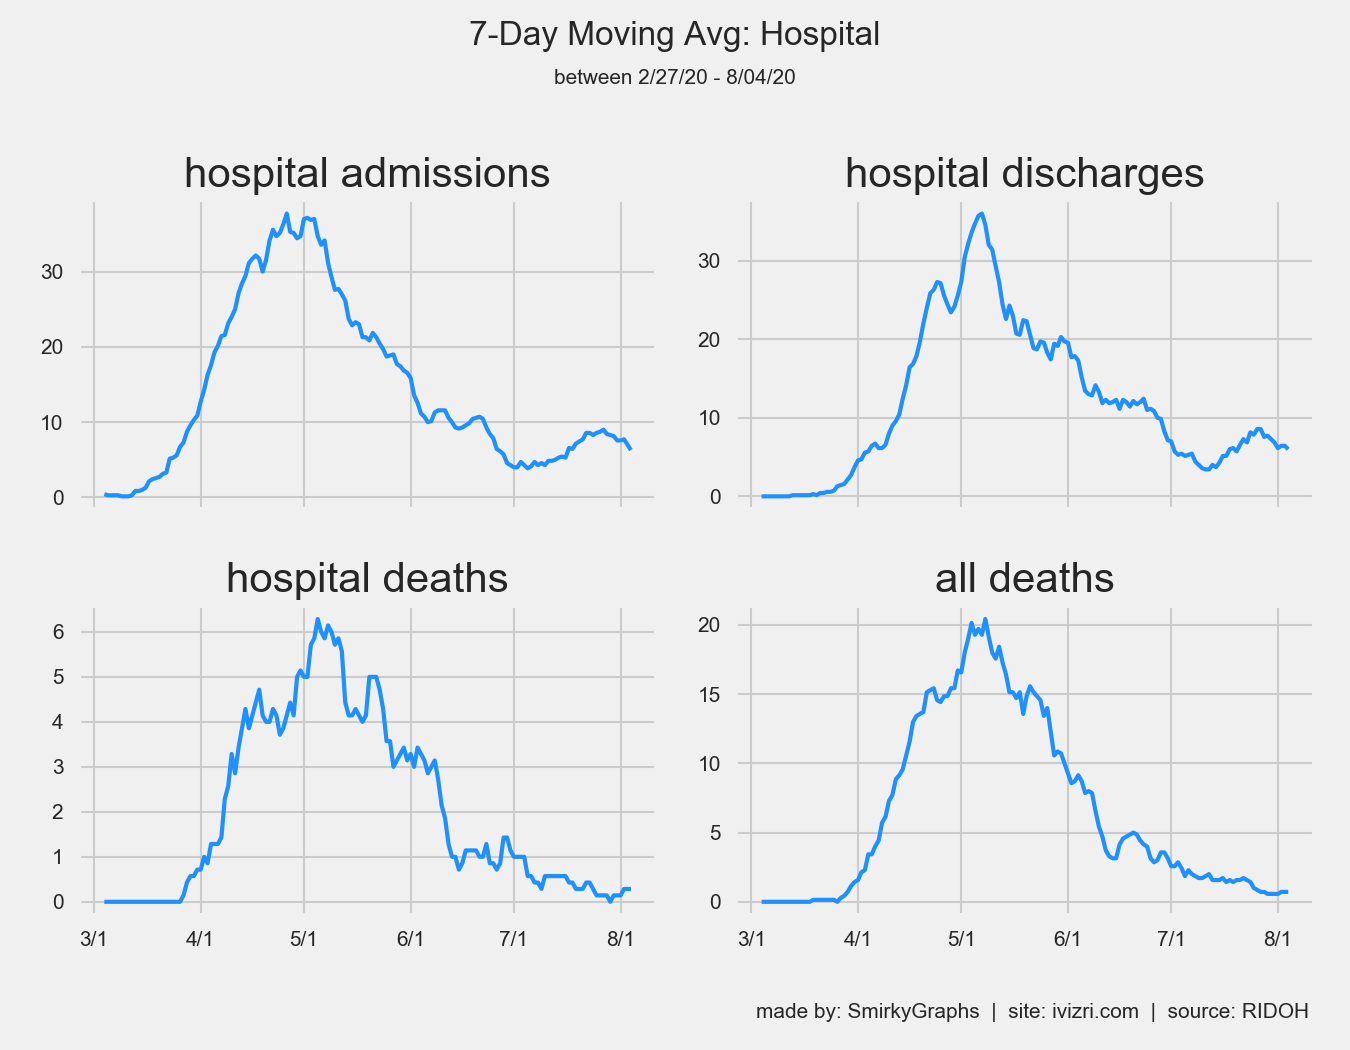 7-Day Moving Avg: Hospital
between 2/27/20 - 8/04/20
hospital admissions
30
20
10
0
hospital discharges
30
20
10
0
hospital deaths
6
5
4
3
2
1
0
3/1 4/1 5/1 6/1 7/1 8/1
all deaths
20
15
10
5
0
3/1 4/1 5/1 6/1 7/1 8/1
made by: SmirkyGraphs | site: ivizri.com | source: RIDOH